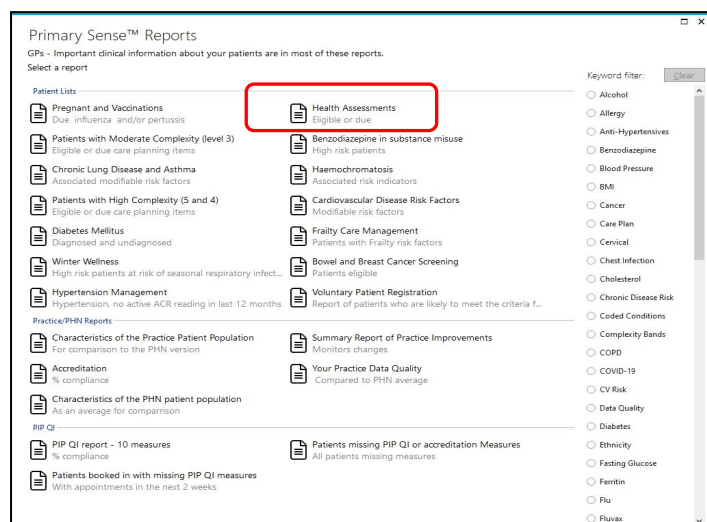 Primary Sense™ Reports
GPs - Important clinical information about your patients are in most of these reports.
Select a report
Patient Lists
Pregnant and Vaccinations
Due influenza and/or pertussis
Health Assessments
Eligible or due
Patients with Moderate Complexity (level 3)
Eligible or due care planning items
Benzodiazepine in substance misuse
High risk patients
Chronic Lung Disease and Asthma
Associated modifiable risk factors
Haemochromatosis
Associated risk indicators
Patients with High Complexity (5 and 4)
Eligible or due care planning items
Cardiovascular Disease Risk Factors
Modifiable risk factors
Diabetes Mellitus
Diagnosed and undiagnosed
Frailty Care Management
Patients with Frailty risk factors
Winter Wellness
High risk patients at risk of seasonal respiratory infect...
Bowel and Breast Cancer Screening
Patients eligible
Hypertension Management
Hypertension, no active ACR reading in last 12 months
Voluntary Patient Registration
Report of patients who are likely to meet the criteria f...
Practice/PHN Reports
Characteristics of the Practice Patient Population
For comparison to the PHN version
Summary Report of Practice Improvements
Monitors changes
Accreditation
% compliance
Your Practice Data Quality
Compared to PHN average
Characteristics of the PHN patient population
As an average for comparrison
PIP QI
PIP QI report - 10 measures
% compliance
Patients missing PIP QI or accreditation Measures
All patients missing measures
Patients booked in with missing PIP QI measures
With appointments in the next 2 weeks
Keyword filter:
Clear
Alcohol
Allergy
Anti-Hypertensives
Benzodiazepine
Blood Pressure
BMI
Cancer
Care Plan
Cervical
Chest Infection
Cholesterol
Chronic Disease Risk
Coded Conditions
Complexity Bands
COPD
COVID-19
CV Risk
Data Quality
Diabetes
Ethnicity
Fasting Glucose
Ferritin
Flu
Fluvax